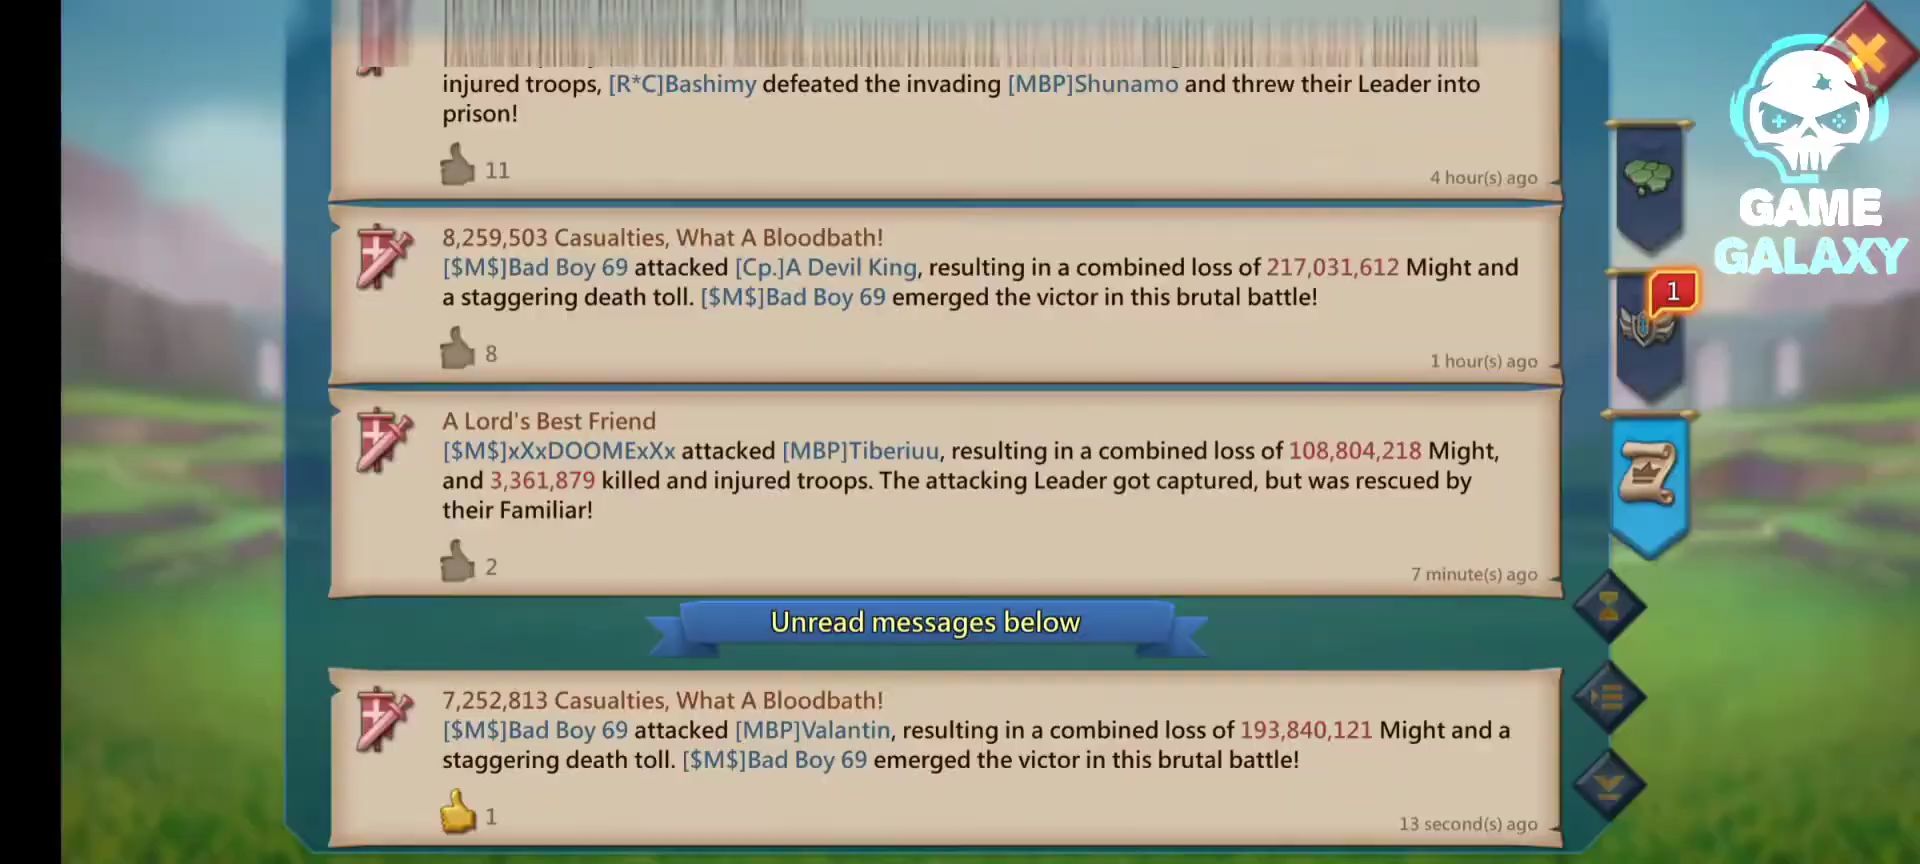 injured troops, [R*C]Bashimy defeated the invading [MBP]Shunamo and threw their Leader into
prison!
11
4 hour(s) ago
8,259,503 Casualties, What A Bloodbath!
[$M$]Bad Boy 69 attacked [Cp.]A Devil King, resulting in a combined loss of 217,031,612 Might and
a staggering death toll. [$M$]Bad Boy 69 emerged the victor in this brutal battle!
8
1 hour(s) ago
A Lord's Best Friend
[$M$]xXxDOOMExXx attacked [MBP]Tiberiuu, resulting in a combined loss of 108,804,218 Might,
and 3,361,879 killed and injured troops. The attacking Leader got captured, but was rescued by
their Familiar!
2
7 minute(s) ago
Unread messages below
7,252,813 Casualties, What A Bloodbath!
[$M$]Bad Boy 69 attacked [MBP]Valantin, resulting in a combined loss of 193,840,121 Might and a
staggering death toll. [$M$]Bad Boy 69 emerged the victor in this brutal battle!
1
13 second(s) ago
GAME
GALAXY
1